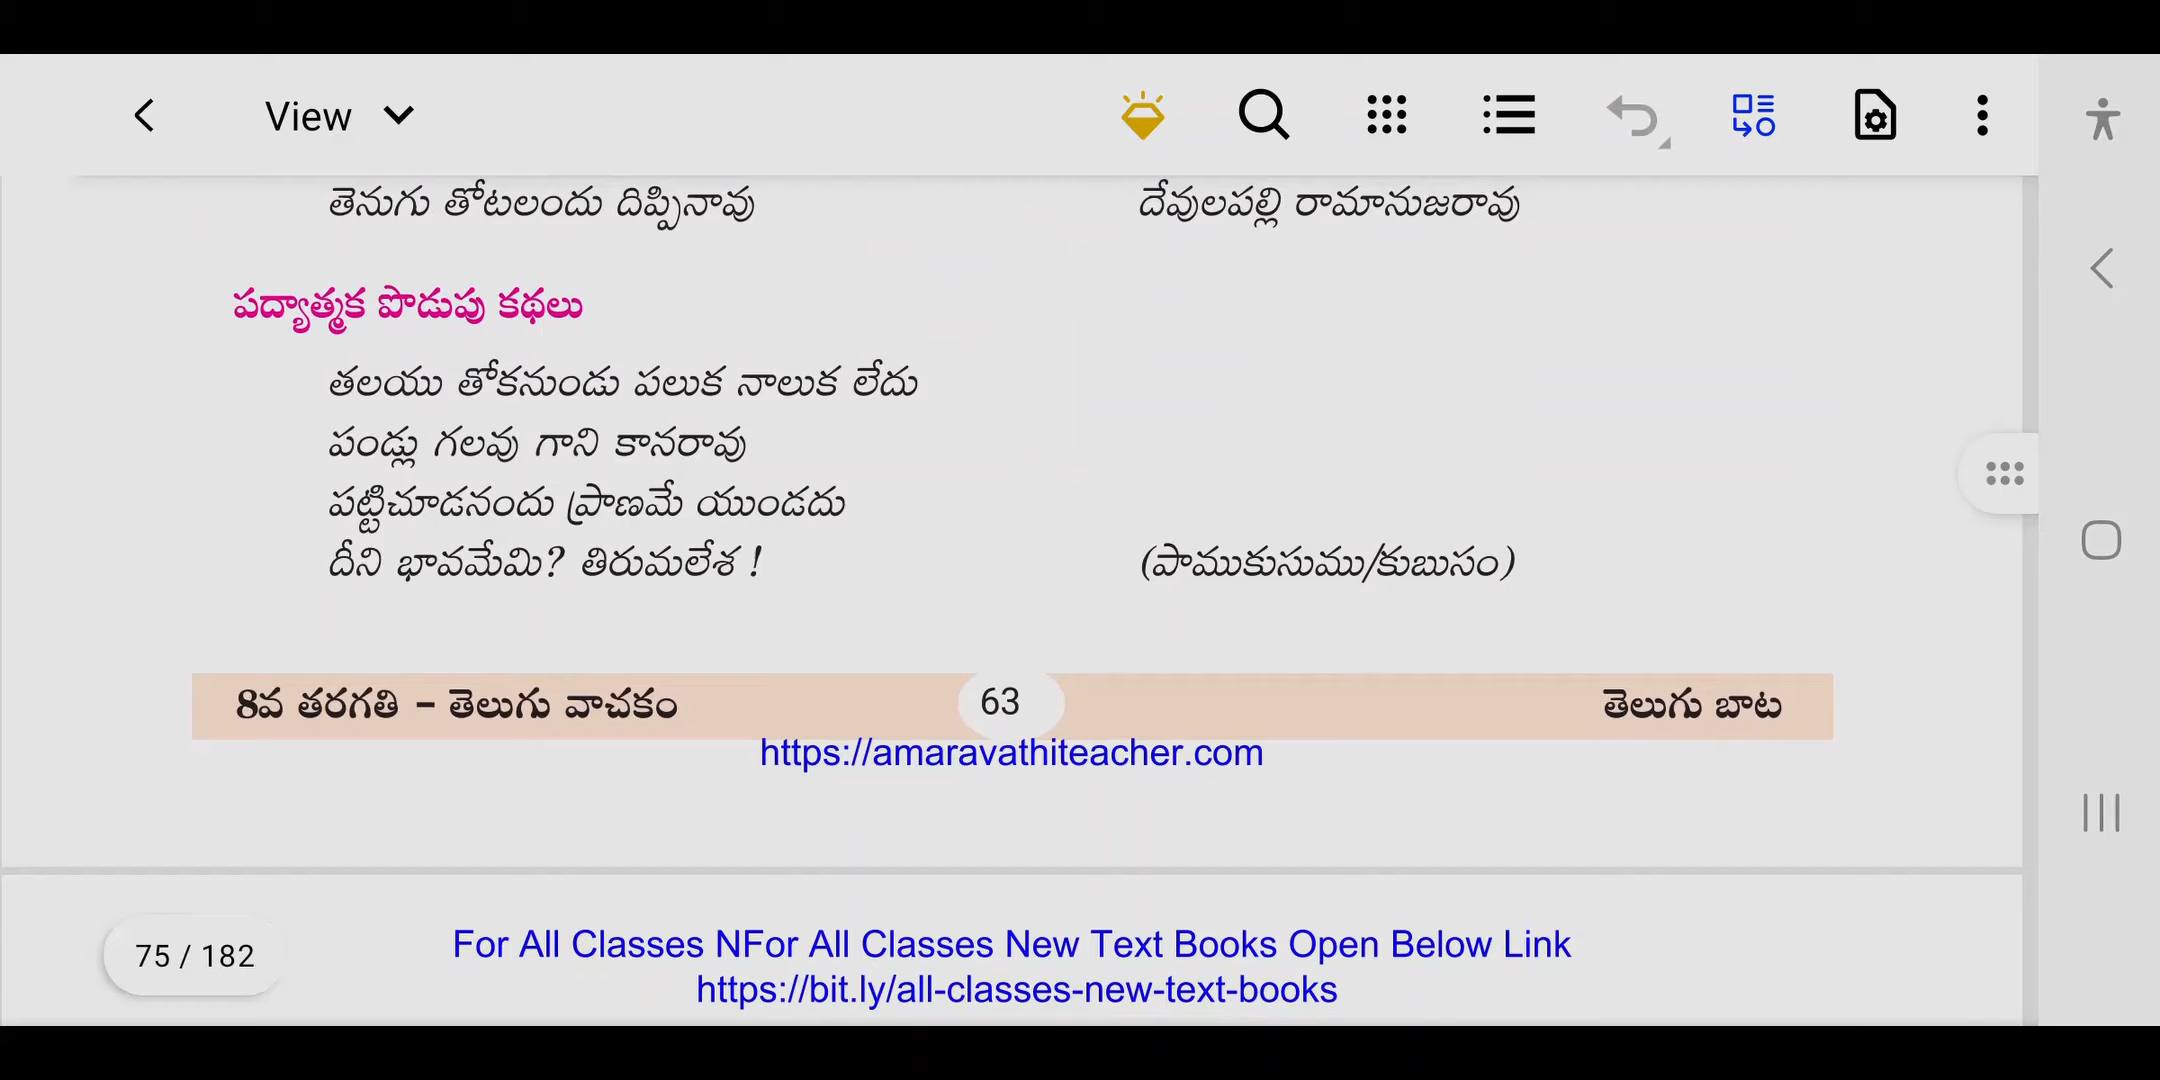 View
తెనుగు తోటలందు దిప్పినావు
దేవులపల్లి రామానుజరావు
పద్యాత్మక పొడుపు కథలు
తలయు తోకనుండు పలుక నాలుక లేదు
పండ్లు గలవు గాని కానరావు
పట్టిచూడనందు ప్రాణమే యుండదు
దీని భావమేమి? తిరుమలేశ !
(పాముకుసుము/కుబుసం)
8వ తరగతి – తెలుగు వాచకం
63
తెలుగు బాట
https://amaravathiteacher.com
75 / 182
For All Classes NFor All Classes New Text Books Open Below Link
https://bit.ly/all-classes-new-text-books